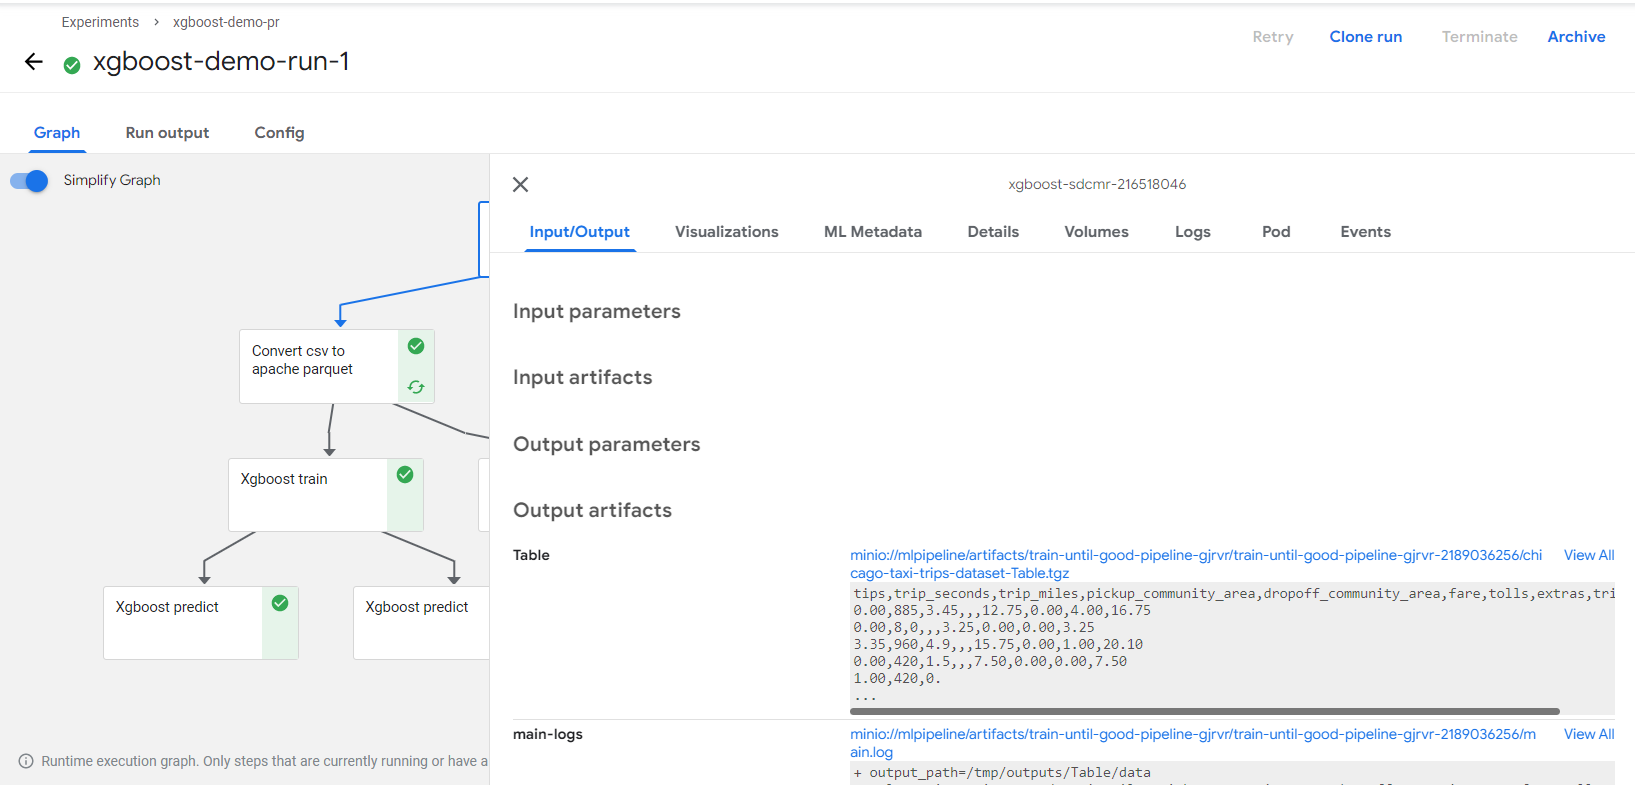 Experiments > xgboost-demo-pr
xgboost-demo-run-1
Retry Clone run Terminate Archive
Graph Run output Config
Simplify Graph
Convert csv to
apache parquet
Xgboost train
Xgboost predict
Xgboost predict
Runtime execution graph. Only steps that are currently running or have a
xgboost-sdcmr-216518046
Input/Output Visualizations ML Metadata Details Volumes Logs Pod Events
Input parameters
Input artifacts
Output parameters
Output artifacts
Table
minio://mlpipeline/artifacts/train-until-good-pipeline-gjrvr/train-until-good-pipeline-gjrvr-2189036256/chi
cago-taxi-trips-dataset-Table.tgz
View All
tips,trip_seconds,trip_miles,pickup_community_area,dropoff_community_area,fare,tolls,extras,tri
0.00,885,3.45,,,12.75,0.00,4.00,16.75
0.00,8,0,,,3.25,0.00,0.00,3.25
3.35,960,4.9,,,15.75,0.00,1.00,20.10
0.00,420,1.5,,,7.50,0.00,0.00,7.50
1.00,420,0.
...
main-logs
minio://mlpipeline/artifacts/train-until-good-pipeline-gjrvr/train-until-good-pipeline-gjrvr-2189036256/m
ain.log
View All
+ output_path=/tmp/outputs/Table/data